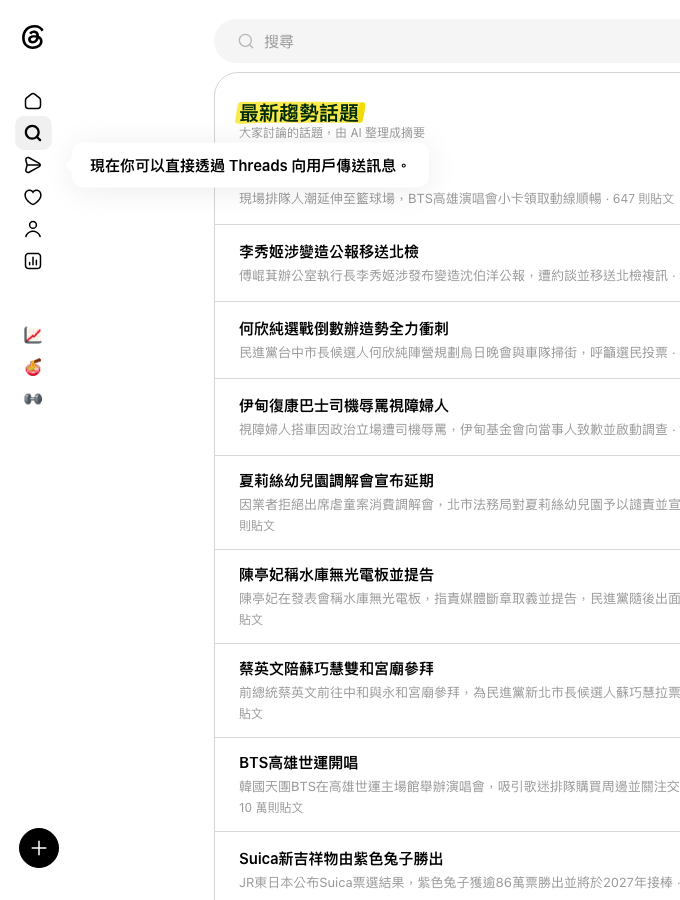 搜尋
最新趨勢話題
大家討論的話題，由 AI 整理成摘要
現在你可以直接透過 Threads 向用戶傳送訊息。
現場排隊人潮延伸至籃球場，BTS高雄演唱會小卡領取動線順暢 · 647 則貼文
李秀姬涉變造公報移送北檢
傅崐萁辦公室執行長李秀姬涉發布變造沈伯洋公報，遭約談並移送北檢複訊 ·
何欣純選戰倒數辦造勢全力衝刺
民進黨台中市長候選人何欣純陣營規劃烏日晚會與車隊掃街，呼籲選民投票 ·
伊甸復康巴士司機辱罵視障婦人
視障婦人搭車因政治立場遭司機辱罵，伊甸基金會向當事人致歉並啟動調查 ·
夏莉絲幼兒園調解會宣布延期
因業者拒絕出席虐童案消費調解會，北市法務局對夏莉絲幼兒園予以譴責並宣
則貼文
陳亭妃稱水庫無光電板並提告
陳亭妃在發表會稱水庫無光電板，指責媒體斷章取義並提告，民進黨隨後出面
貼文
蔡英文陪蘇巧慧雙和宮廟參拜
前總統蔡英文前往中和與永和宮廟參拜，為民進黨新北市長候選人蘇巧慧拉票
貼文
BTS高雄世運開唱
韓國天團BTS在高雄世運主場館舉辦演唱會，吸引歌迷排隊購買周邊並關注交
10 萬則貼文
Suica新吉祥物由紫色兔子勝出
JR東日本公布Suica票選結果，紫色兔子獲逾86萬票勝出並將於2027年接棒 ·